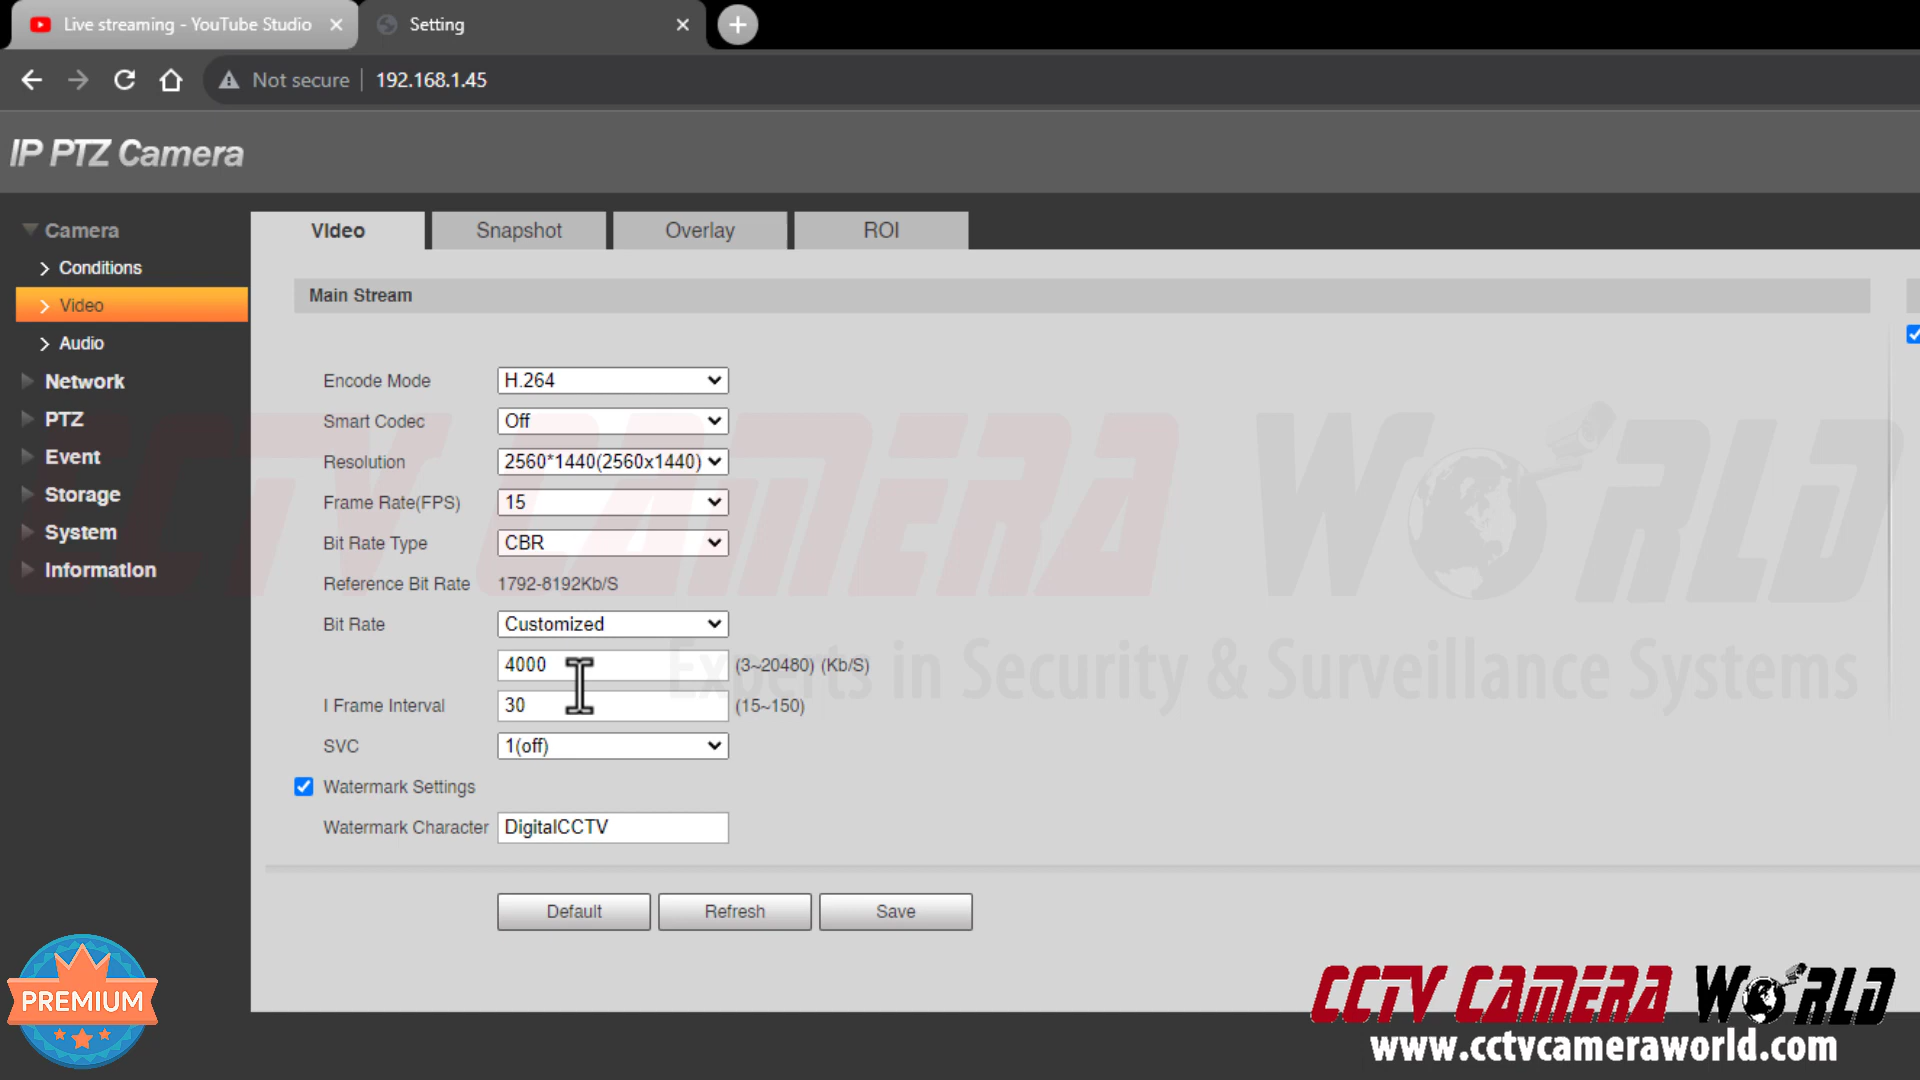 Live streaming - YouTube Studio
Setting
Not secure
192.168.1.45
IP PTZ Camera
Camera
Conditions
Video
Audio
Network
PTZ
Event
Storage
System
Information
Video
Snapshot
Overlay
ROI
Main Stream
Encode Mode H.264
Smart Codec Off
Resolution 2560*1440(2560x1440)
Frame Rate(FPS) 15
Bit Rate Type CBR
Reference Bit Rate 1792-8192Kb/S
Bit Rate Customized
4000 (3~20480) (Kb/S)
I Frame Interval 30 (15~150)
SVC 1(off)
Watermark Settings
Watermark Character DigitalCCTV
Default Refresh Save
CCTV CAMERA WORLD
Experts in Security & Surveillance Systems
PREMIUM
CCTV CAMERA WORLD
www.cctvcameraworld.com